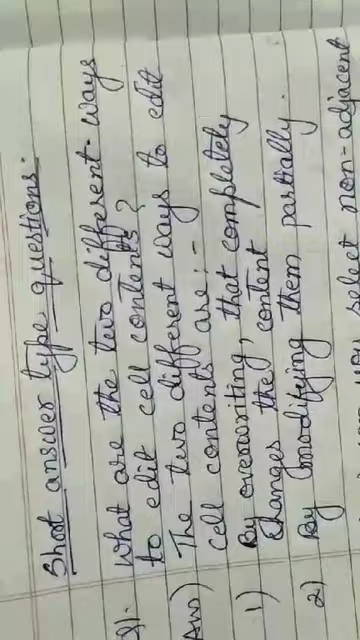 Short answer type questions.
Q1. What are the two different ways
to edit cell contents?
Ans) The two different ways to edit
cell contents are:-
1) By overwriting, that completely
changes the content
2) By modifying them partially.
you select non-adjacent